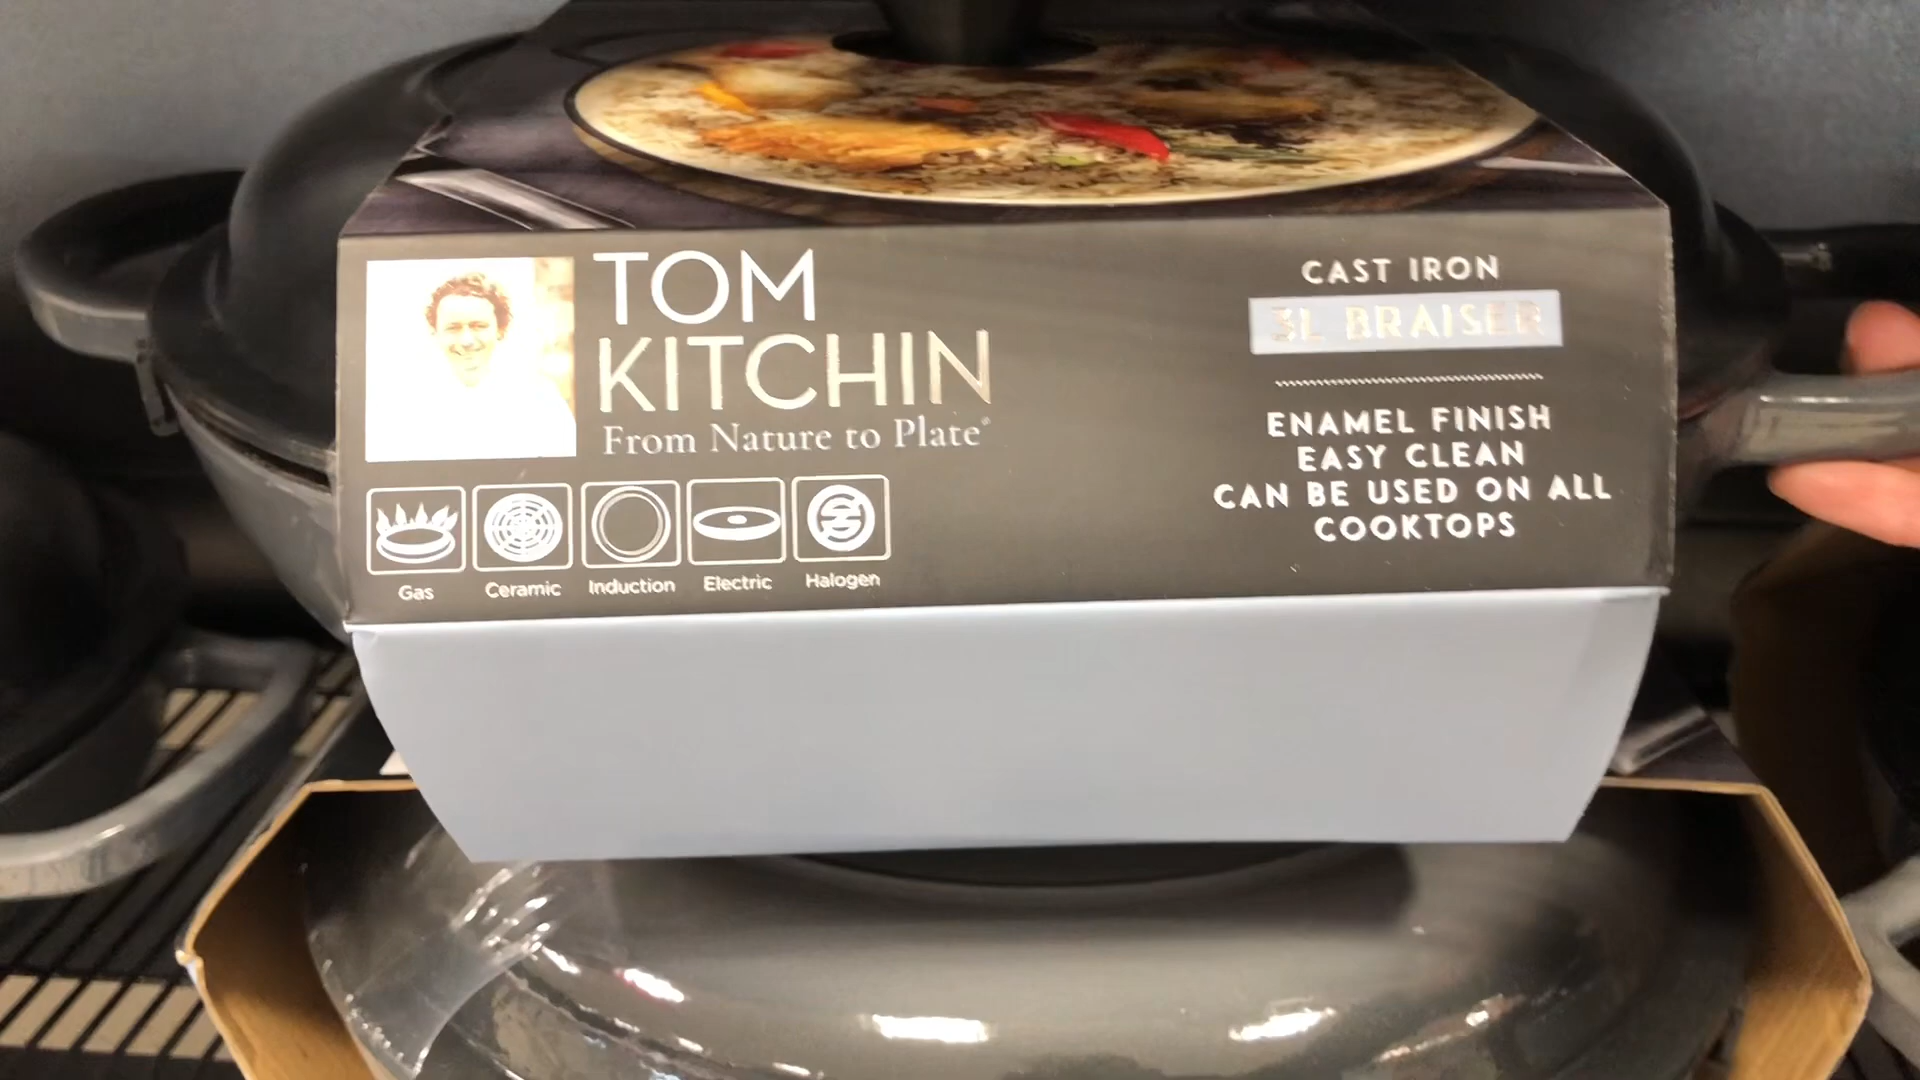 TOM
KITCHIN
From Nature to Plate®
Gas
Ceramic
Induction
Electric
Halogen
CAST IRON
3L BRAISER
ENAMEL FINISH
EASY CLEAN
CAN BE USED ON ALL
COOKTOPS